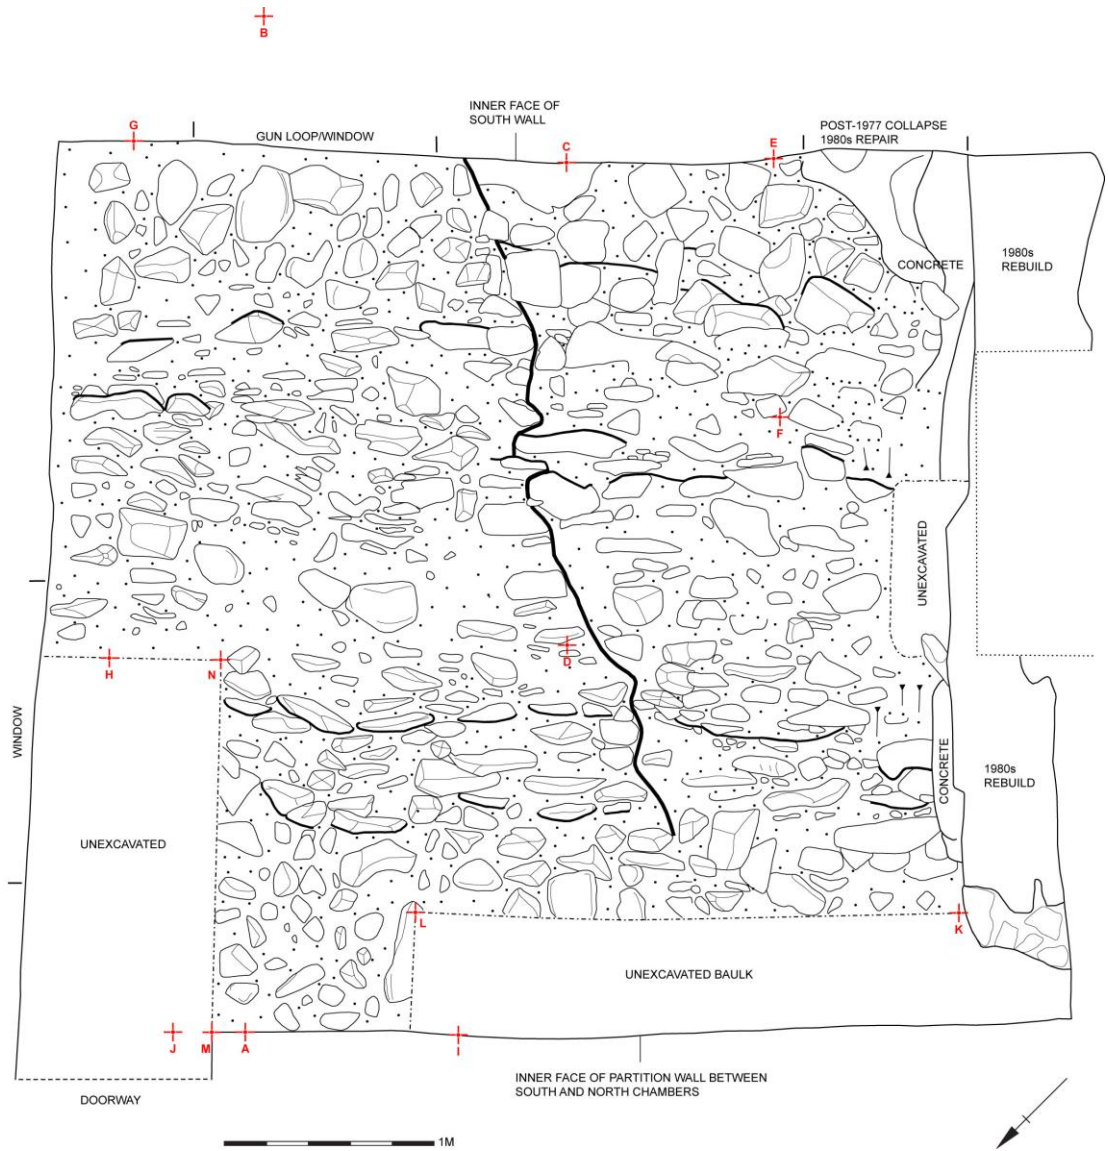 B
INNER FACE OF
SOUTH WALL
G
GUN LOOP/WINDOW
C
E
POST-1977 COLLAPSE
1980s REPAIR
CONCRETE
1980s
REBUILD
F
UNEXCAVATED
H
N
D
WINDOW
CONCRETE
1980s
REBUILD
UNEXCAVATED
L
K
UNEXCAVATED BAULK
J
M
A
I
INNER FACE OF PARTITION WALL BETWEEN
SOUTH AND NORTH CHAMBERS
DOORWAY
1M